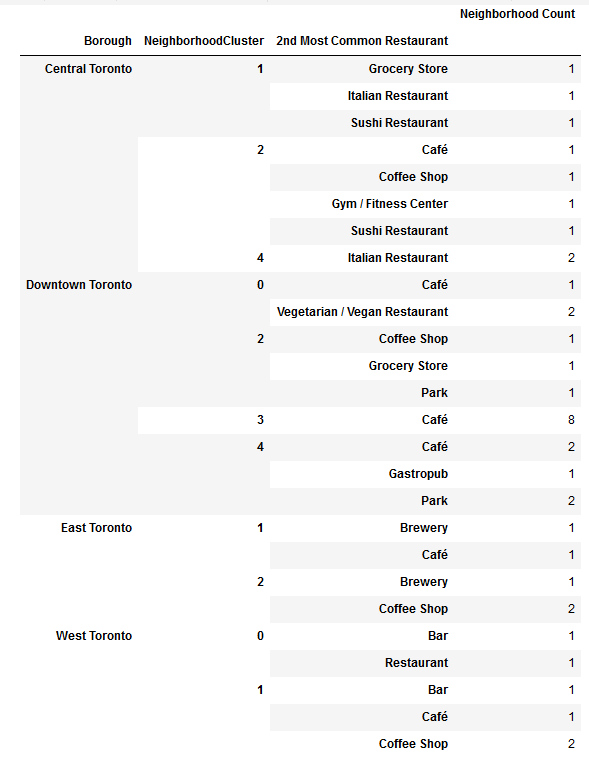 Neighborhood Count
Borough NeighborhoodCluster 2nd Most Common Restaurant
Central Toronto 1 Grocery Store 1
Italian Restaurant 1
Sushi Restaurant 1
2 Café 1
Coffee Shop 1
Gym / Fitness Center 1
Sushi Restaurant 1
4 Italian Restaurant 2
Downtown Toronto 0 Café 1
Vegetarian / Vegan Restaurant 2
2 Coffee Shop 1
Grocery Store 1
Park 1
3 Café 8
4 Café 2
Gastropub 1
Park 2
East Toronto 1 Brewery 1
Café 1
2 Brewery 1
Coffee Shop 2
West Toronto 0 Bar 1
Restaurant 1
1 Bar 1
Café 1
Coffee Shop 2